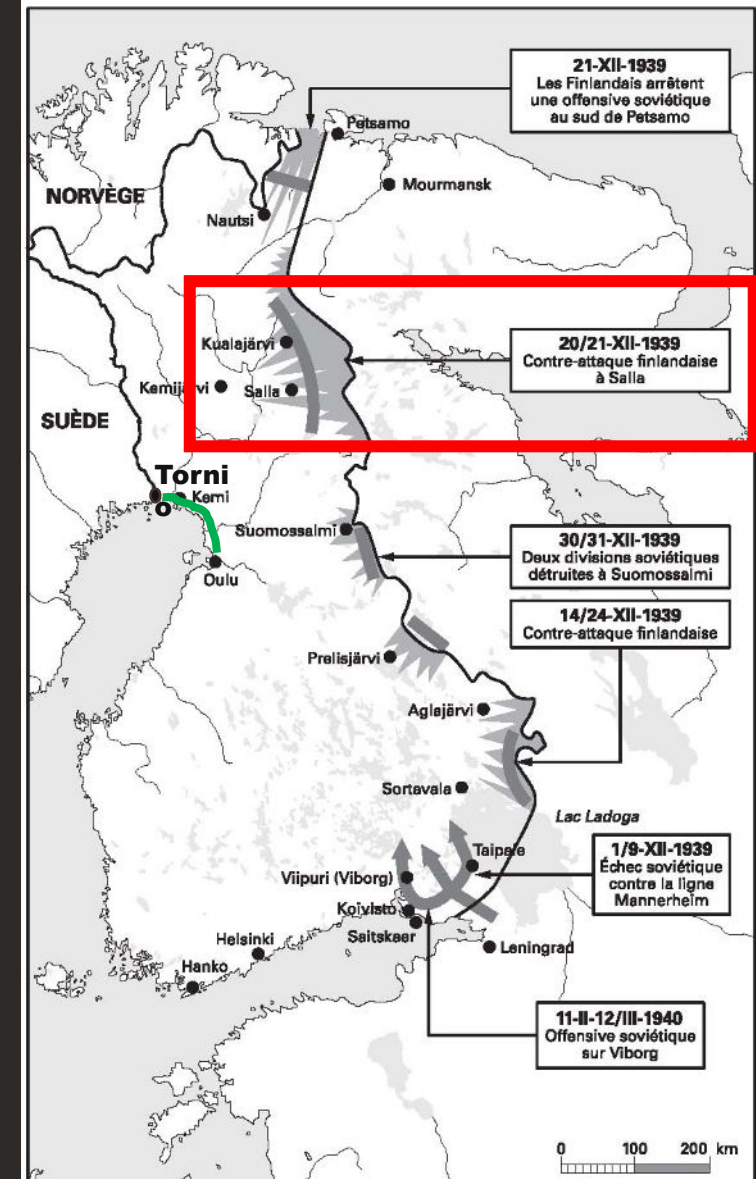 21-XII-1939
Les Finlandais arrêtent
une offensive soviétique
au sud de Petsamo
Petsamo
NORVÈGE
Mourmansk
Nautsi
Kualajärvi
20/21-XII-1939
Contre-attaque finlandaise
à Salla
Kemijärvi
Salla
SUÈDE
Torni
o
Kemi
Suomossalmi
30/31-XII-1939
Deux divisions soviétiques
détruites à Suomossalmi
Oulu
14/24-XII-1939
Contre-attaque finlandaise
Prelisjärvi
Aglajärvi
Sortavala
Lac Ladoga
Taipale
1/9-XII-1939
Échec soviétique
contre la ligne
Mannerheim
Viipuri (Viborg)
Koivisto
Saitskaer
Helsinki
Leningrad
Hanko
11-II-12/III-1940
Offensive soviétique
sur Viborg
0 100 200 km